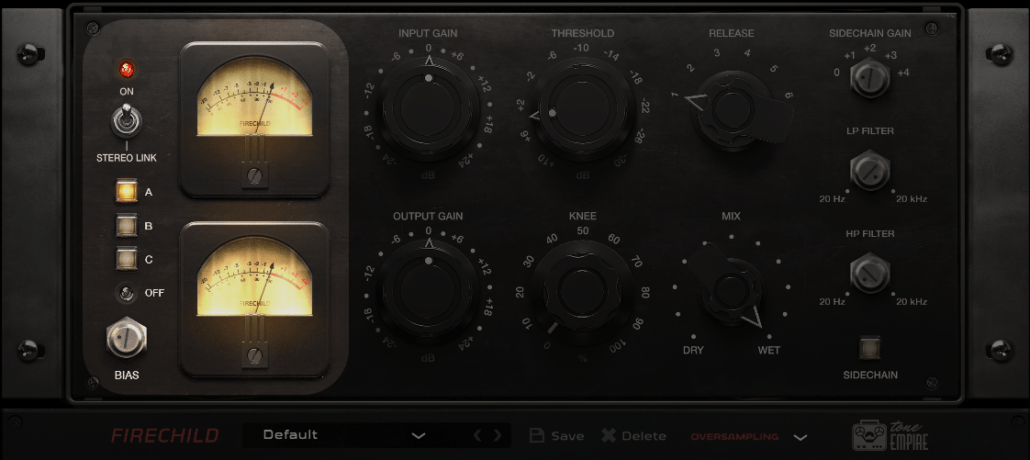 ON
STEREO LINK
A
B
C
OFF
BIAS
FIRECHILD
FIRECHILD
INPUT GAIN
-24 -18 -12 -6 0 +6 +12 +18 +24
dB
THRESHOLD
+10 +6 +2 -2 -6 -10 -14 -18 -22 -26 -30
dB
RELEASE
1 2 3 4 5 6
SIDECHAIN GAIN
0 +1 +2 +3 +4
LP FILTER
20 Hz 20 kHz
OUTPUT GAIN
-24 -18 -12 -6 0 +6 +12 +18 +24
dB
KNEE
0 10 20 30 40 50 60 70 80 90 100
%
MIX
DRY WET
HP FILTER
20 Hz 20 kHz
SIDECHAIN
FIRECHILD Default Save Delete OVERSAMPLING tone
EMPIRE